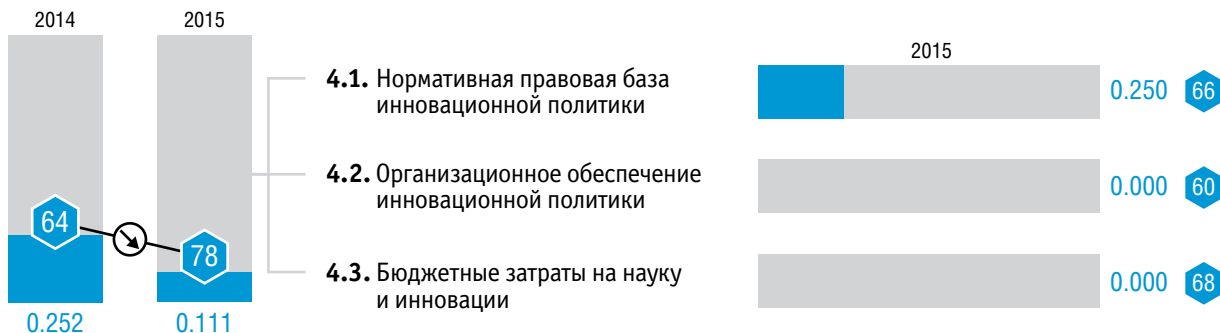 2014
2015
64
78
0.252
0.111
4.1. Нормативная правовая база
инновационной политики
4.2. Организационное обеспечение
инновационной политики
4.3. Бюджетные затраты на науку
и инновации
2015
0.250 66
0.000 60
0.000 68